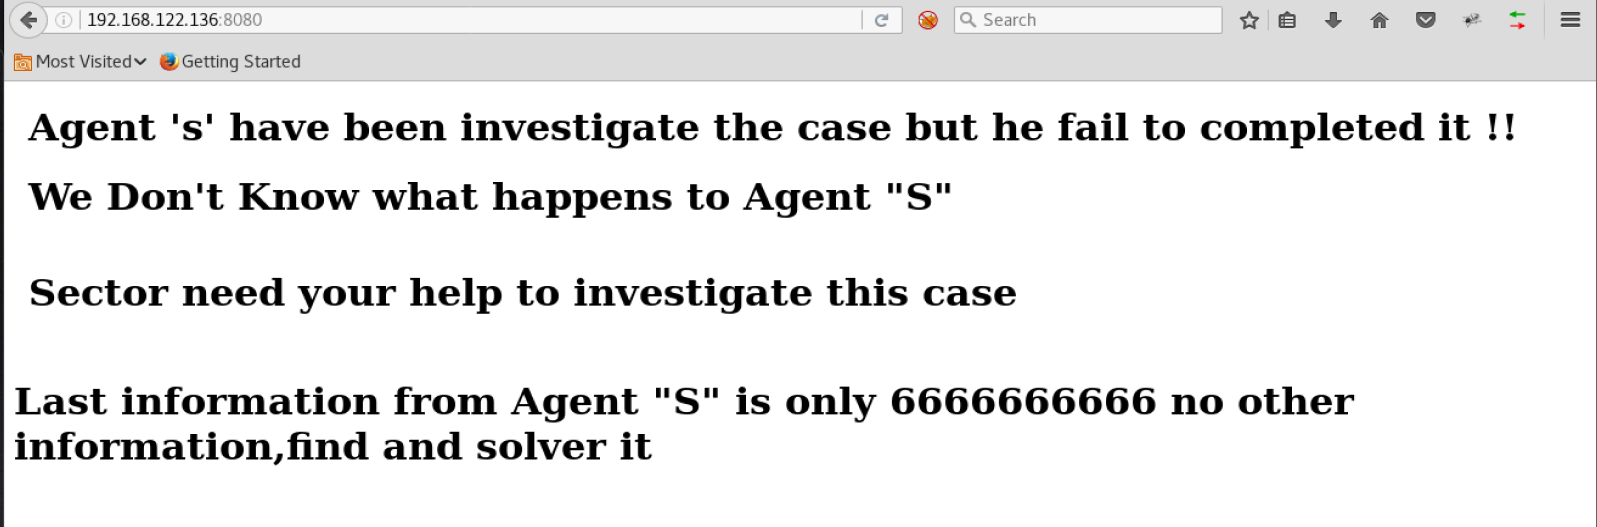 192.168.122.136:8080
Search
Most Visited
Getting Started
Agent 's' have been investigate the case but he fail to completed it !!
We Don't Know what happens to Agent "S"
Sector need your help to investigate this case
Last information from Agent "S" is only 6666666666 no other
information,find and solver it